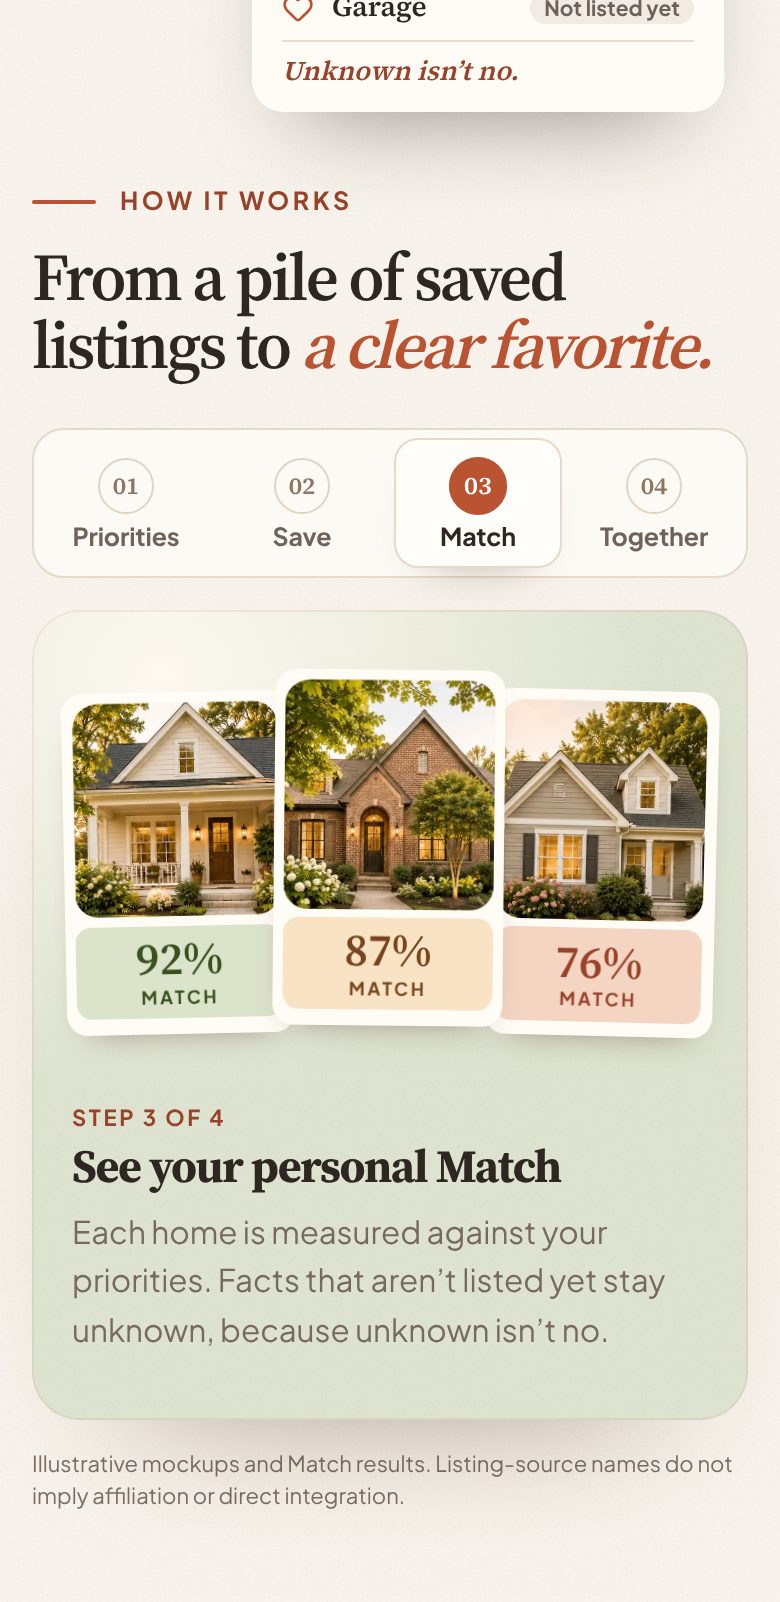 Garage
Not listed yet
Unknown isn’t no.
HOW IT WORKS
From a pile of saved
listings to a clear favorite.
01
Priorities
02
Save
03
Match
04
Together
92%
MATCH
87%
MATCH
76%
MATCH
STEP 3 OF 4
See your personal Match
Each home is measured against your
priorities. Facts that aren’t listed yet stay
unknown, because unknown isn’t no.
Illustrative mockups and Match results. Listing-source names do not
imply affiliation or direct integration.